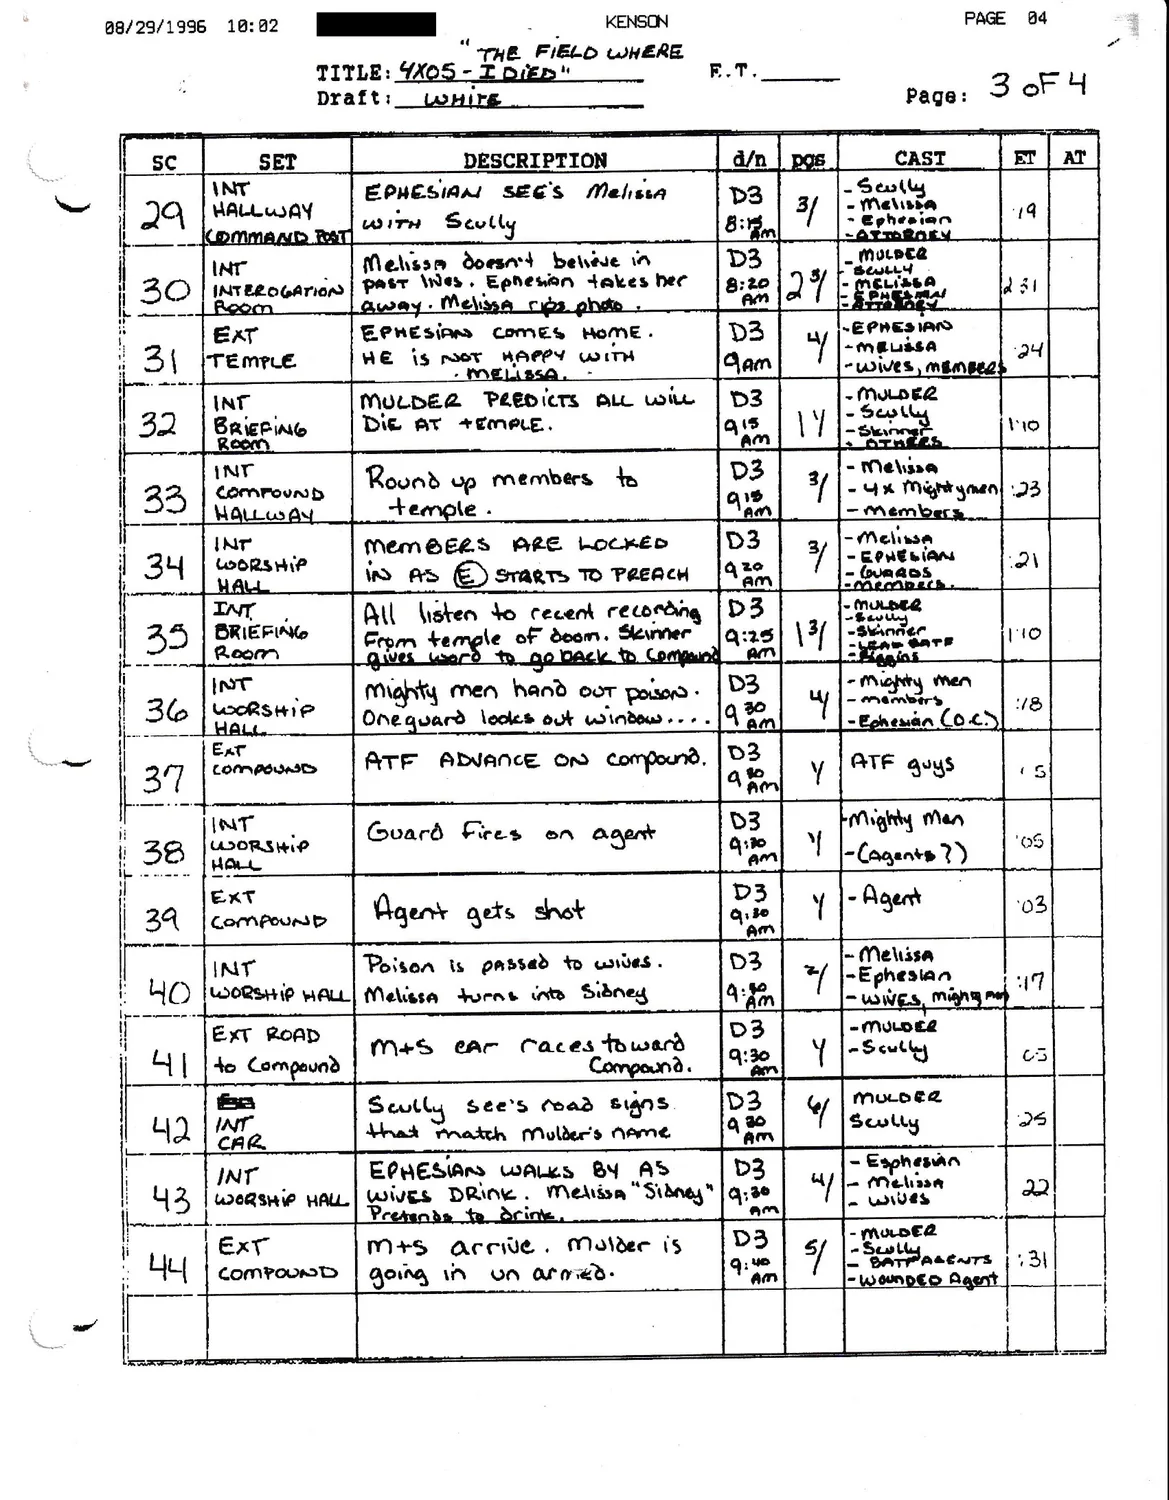 08/29/1996 10:02 KENSON PAGE 04
"THE FIELD WHERE
TITLE: 4X05 - I DIED" E.T.
Draft: WHITE Page: 3 OF 4
SC SET DESCRIPTION d/n pgs CAST ET AT
29 INT HALLWAY COMMAND POST
EPHESIAN SEE'S Melissa
with Scully
D3 8:15 AM 3/
- Scully
- Melissa
- Ephesian
- ATTORNEY
:19
30 INT INTEROGATION Room
Melissa doesn't believe in
past lives. Ephesian takes her
away. Melissa rips photo.
D3 8:20 AM 2 3/
- MULDER
- SCULLY
- MELISSA
- EPHESIAN
- ATTORNEY
2 31
31 EXT TEMPLE
EPHESIAN COMES HOME.
HE is NOT HAPPY WITH
MELISSA.
D3 9AM 4/
- EPHESIAN
- MELISSA
- wives, MEMBERS
:24
32 INT BRIEFING Room
MULDER PREDICTS ALL WILL
DIE AT TEMPLE.
D3 9:15 AM 1 Y
- MULDER
- Scully
- Skinner
- OTHERS
1:10
33 INT COMPOUND HALLWAY
Round up members to
temple.
D3 9:15 AM 3/
- Melissa
- 4 x Mightymen
- Members
:23
34 INT WORSHIP HALL
MEMBERS ARE LOCKED
IN AS E STARTS TO PREACH
D3 9:20 AM 3/
- Melissa
- EPHESIAN
- GUARDS
- Members.
:21
35 INT. BRIEFING Room
All listen to recent recording
From temple of doom. Skinner
gives word to go BACK to Compound
D3 9:25 AM 1 3/
- MULDER
- Scully
- Skinner
- LEAD BATF
- Riggins
1:10
36 INT WORSHIP HALL
Mighty men hand out poison.
One guard looks out window....
D3 9:30 AM 4/
- Mighty men
- members
- Ephesian (O.C.)
:18
37 EXT COMPOUND
ATF ADVANCE ON compound.
D3 9:30 AM Y
ATF guys
:5
38 INT WORSHIP HALL
Guard Fires on agent
D3 9:30 AM Y
- Mighty Men
- (Agents?)
:05
39 EXT COMPOUND
Agent gets shot
D3 9:30 AM Y
- Agent
:03
40 INT WORSHIP HALL
Poison is passed to wives.
Melissa turns into Sidney
D3 9:30 AM 2/
- Melissa
- Ephesian
- WIVES, mighty men
:17
41 EXT ROAD to Compound
M+S CAR races toward
Compound.
D3 9:30 AM Y
- MULDER
- Scully
:03
42 INT CAR
Scully see's road signs
that match Mulder's name
D3 9:30 AM 6/
MULDER
Scully
:25
43 INT WORSHIP HALL
EPHESIAN WALKS BY AS
WIVES DRINK. Melissa "Sidney"
Pretends to drink.
D3 9:30 AM 4/
- Esphesian
- Melissa
- wives
22
44 EXT COMPOUND
M+S arrive. Mulder is
going in un armed.
D3 9:40 AM 5/
- MULDER
- Scully
- BATF AGENTS
- WOUNDED Agent
:31